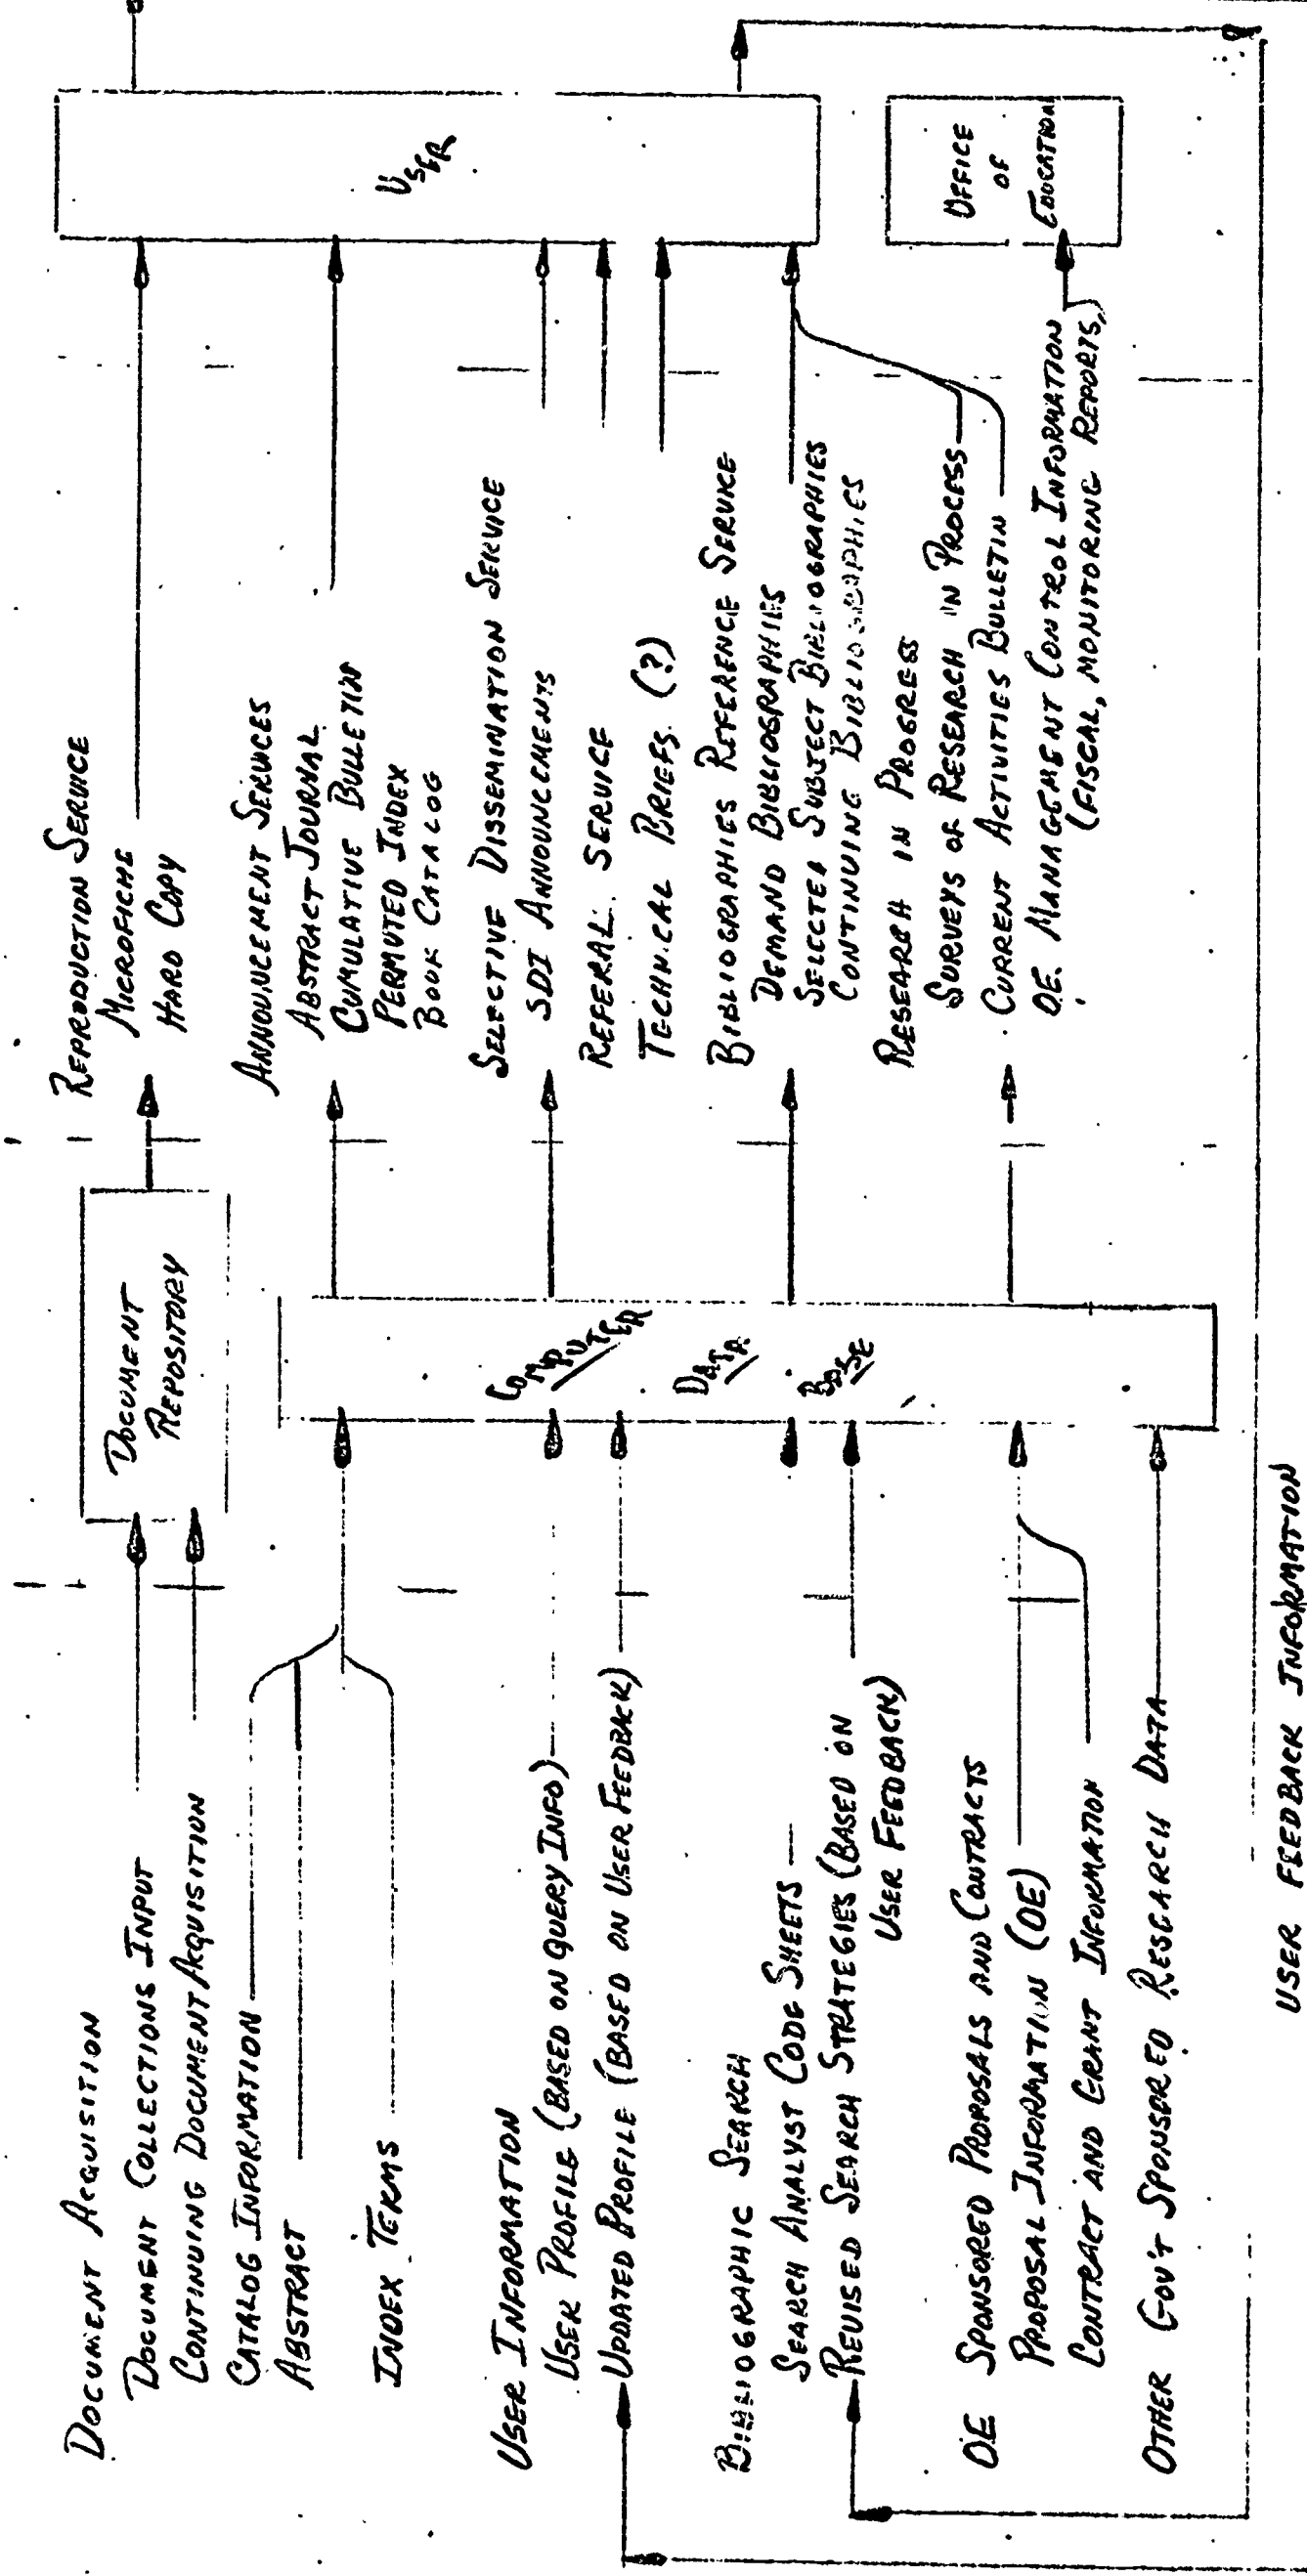 DOCUMENT ACQUISITION
DOCUMENT COLLECTIONS INPUT
CONTINUING DOCUMENT ACQUISITION
CATALOG INFORMATION
ABSTRACT
INDEX TERMS
USER INFORMATION
USER PROFILE (BASED ON QUERY INFO)
UPDATED PROFILE (BASED ON USER FEEDBACK)
BIBLIOGRAPHIC SEARCH
SEARCH ANALYST CODE SHEETS
REVISED SEARCH STRATEGIES (BASED ON
USER FEEDBACK)
OE SPONSORED PROPOSALS AND CONTRACTS
PROPOSAL INFORMATION (OE)
CONTRACT AND GRANT INFORMATION
OTHER GOV'T SPONSORED RESEARCH DATA
DOCUMENT
REPOSITORY
COMPUTER
DATA
BASE
REPRODUCTION SERVICE
MICROFICHE
HARD COPY
ANNOUNCEMENT SERVICES
ABSTRACT JOURNAL
CUMULATIVE BULLETIN
PERMUTED INDEX
BOOK CATALOG
SELECTIVE DISSEMINATION SERVICE
SDI ANNOUNCEMENTS
REFERAL SERVICE
TECHNICAL BRIEFS (?)
BIBLIOGRAPHIES REFERENCE SERVICE
DEMAND BIBLIOGRAPHIES
SELECTED SUBJECT BIBLIOGRAPHIES
CONTINUING BIBLIOGRAPHIES
RESEARCH IN PROGRESS
SURVEYS OF RESEARCH IN PROCESS
CURRENT ACTIVITIES BULLETIN
O.E. MANAGEMENT CONTROL INFORMATION
(FISCAL, MONITORING REPORTS,)
USER
OFFICE
OF
EDUCATION
USER FEEDBACK INFORMATION